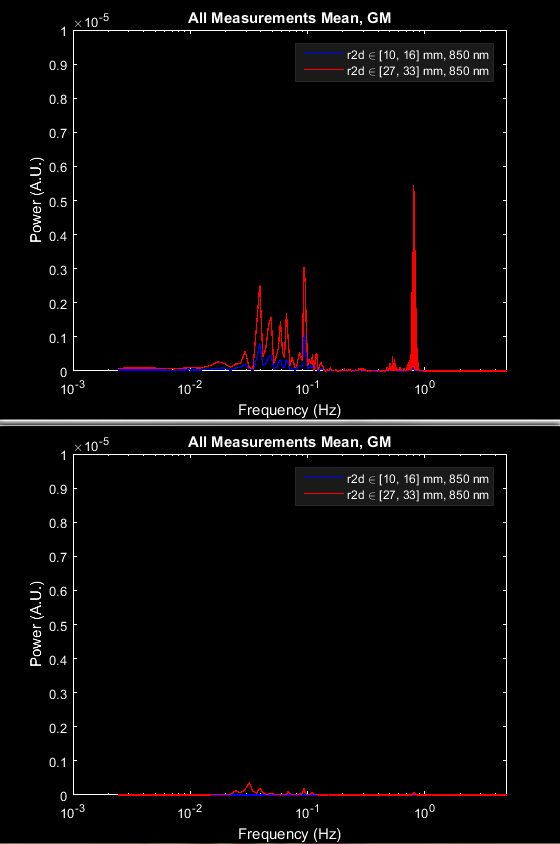 All Measurements Mean, GM
×10^-5
r2d ∈ [10, 16] mm, 850 nm
r2d ∈ [27, 33] mm, 850 nm
1
0.9
0.8
0.7
0.6
0.5
0.4
0.3
0.2
0.1
0
Power (A.U.)
10^-3 10^-2 10^-1 10^0
Frequency (Hz)
All Measurements Mean, GM
×10^-5
r2d ∈ [10, 16] mm, 850 nm
r2d ∈ [27, 33] mm, 850 nm
1
0.9
0.8
0.7
0.6
0.5
0.4
0.3
0.2
0.1
0
Power (A.U.)
10^-3 10^-2 10^-1 10^0
Frequency (Hz)